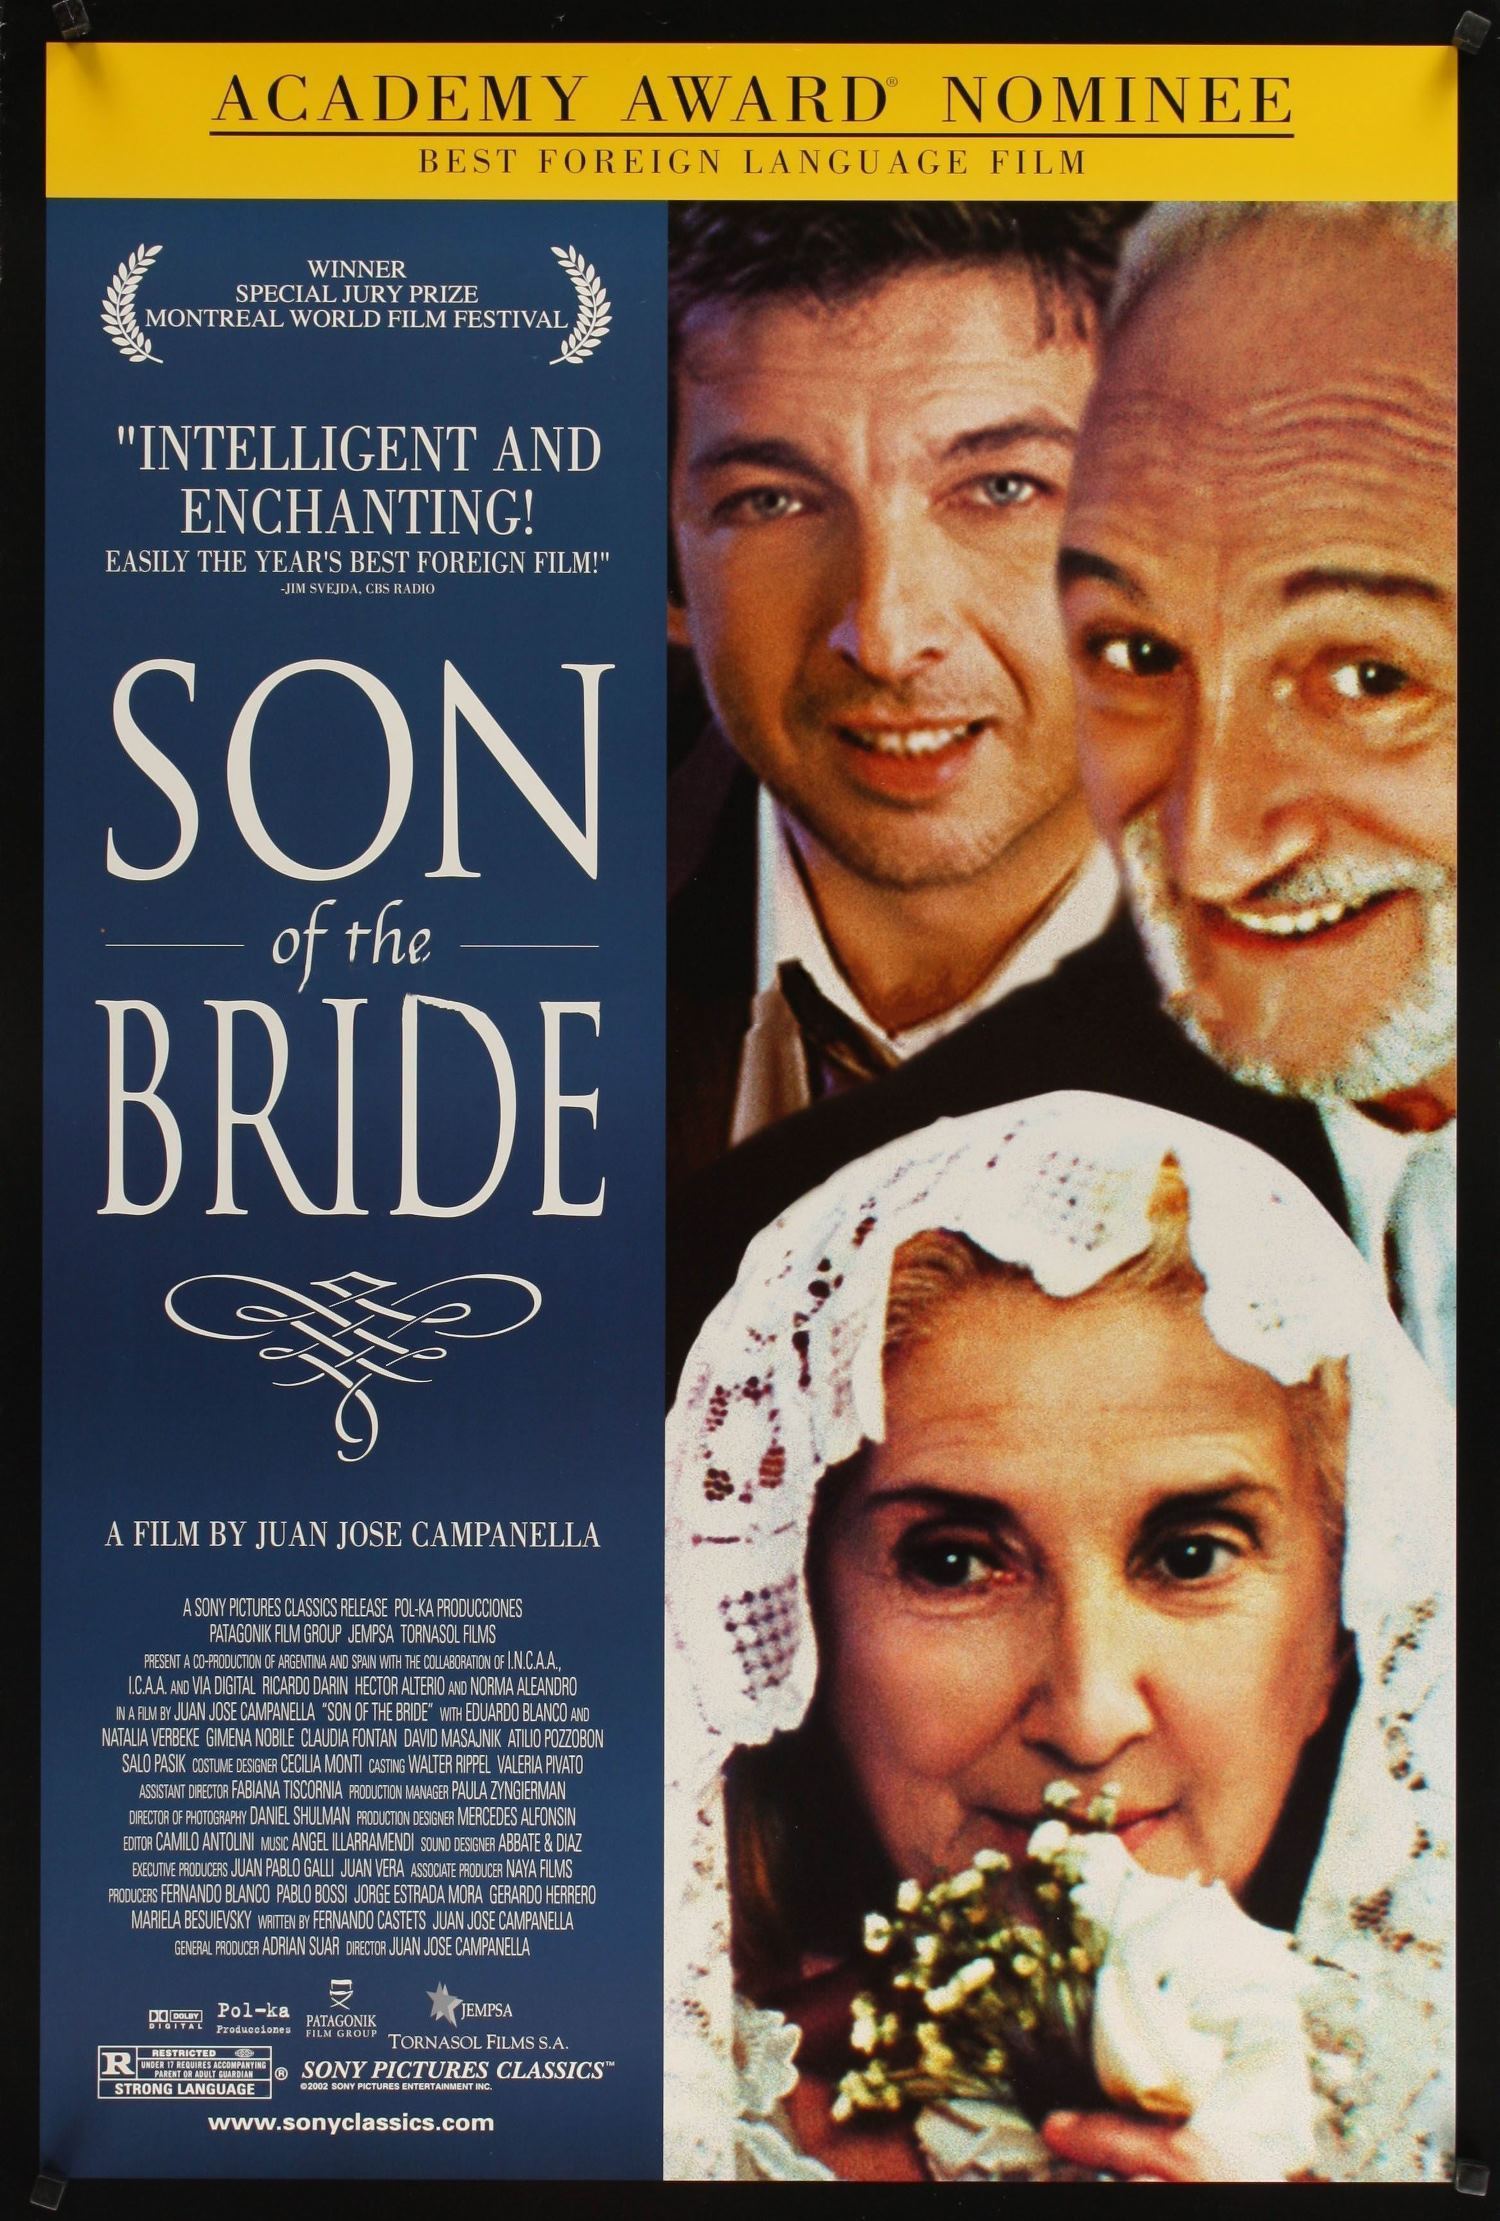 ACADEMY AWARD® NOMINEE
BEST FOREIGN LANGUAGE FILM
WINNER
SPECIAL JURY PRIZE
MONTREAL WORLD FILM FESTIVAL
"INTELLIGENT AND
ENCHANTING!
EASILY THE YEAR'S BEST FOREIGN FILM!"
-JIM SVEJDA, CBS RADIO
SON
of the
BRIDE
A FILM BY JUAN JOSE CAMPANELLA
A SONY PICTURES CLASSICS RELEASE POL-KA PRODUCCIONES
PATAGONIK FILM GROUP JEMPSA TORNASOL FILMS
PRESENT A CO-PRODUCTION OF ARGENTINA AND SPAIN WITH THE COLLABORATION OF I.N.C.A.A.,
I.C.A.A. AND VIA DIGITAL RICARDO DARIN HECTOR ALTERIO AND NORMA ALEANDRO
IN A FILM BY JUAN JOSE CAMPANELLA "SON OF THE BRIDE" WITH EDUARDO BLANCO AND
NATALIA VERBEKE GIMENA NOBILE CLAUDIA FONTAN DAVID MASAJNIK ATILIO POZZOBON
SALO PASIK COSTUME DESIGNER CECILIA MONTI CASTING WALTER RIPPEL VALERIA PIVATO
ASSISTANT DIRECTOR FABIANA TISCORNIA PRODUCTION MANAGER PAULA ZYNGIERMAN
DIRECTOR OF PHOTOGRAPHY DANIEL SHULMAN PRODUCTION DESIGNER MERCEDES ALFONSIN
EDITOR CAMILO ANTOLINI MUSIC ANGEL ILLARRAMENDI SOUND DESIGNER ABBATE & DIAZ
EXECUTIVE PRODUCERS JUAN PABLO GALLI JUAN VERA ASSOCIATE PRODUCER NAYA FILMS
PRODUCERS FERNANDO BLANCO PABLO BOSSI JORGE ESTRADA MORA GERARDO HERRERO
MARIELA BESUIEVSKY WRITTEN BY FERNANDO CASTETS JUAN JOSE CAMPANELLA
GENERAL PRODUCER ADRIAN SUAR DIRECTOR JUAN JOSE CAMPANELLA
DOLBY
DIGITAL
Pol-ka
Producciones
PATAGONIK
FILM GROUP
JEMPSA
TORNASOL FILMS S.A.
R
RESTRICTED
UNDER 17 REQUIRES ACCOMPANYING
PARENT OR ADULT GUARDIAN
®
STRONG LANGUAGE
SONY PICTURES CLASSICS™
©2002 SONY PICTURES ENTERTAINMENT INC.
www.sonyclassics.com